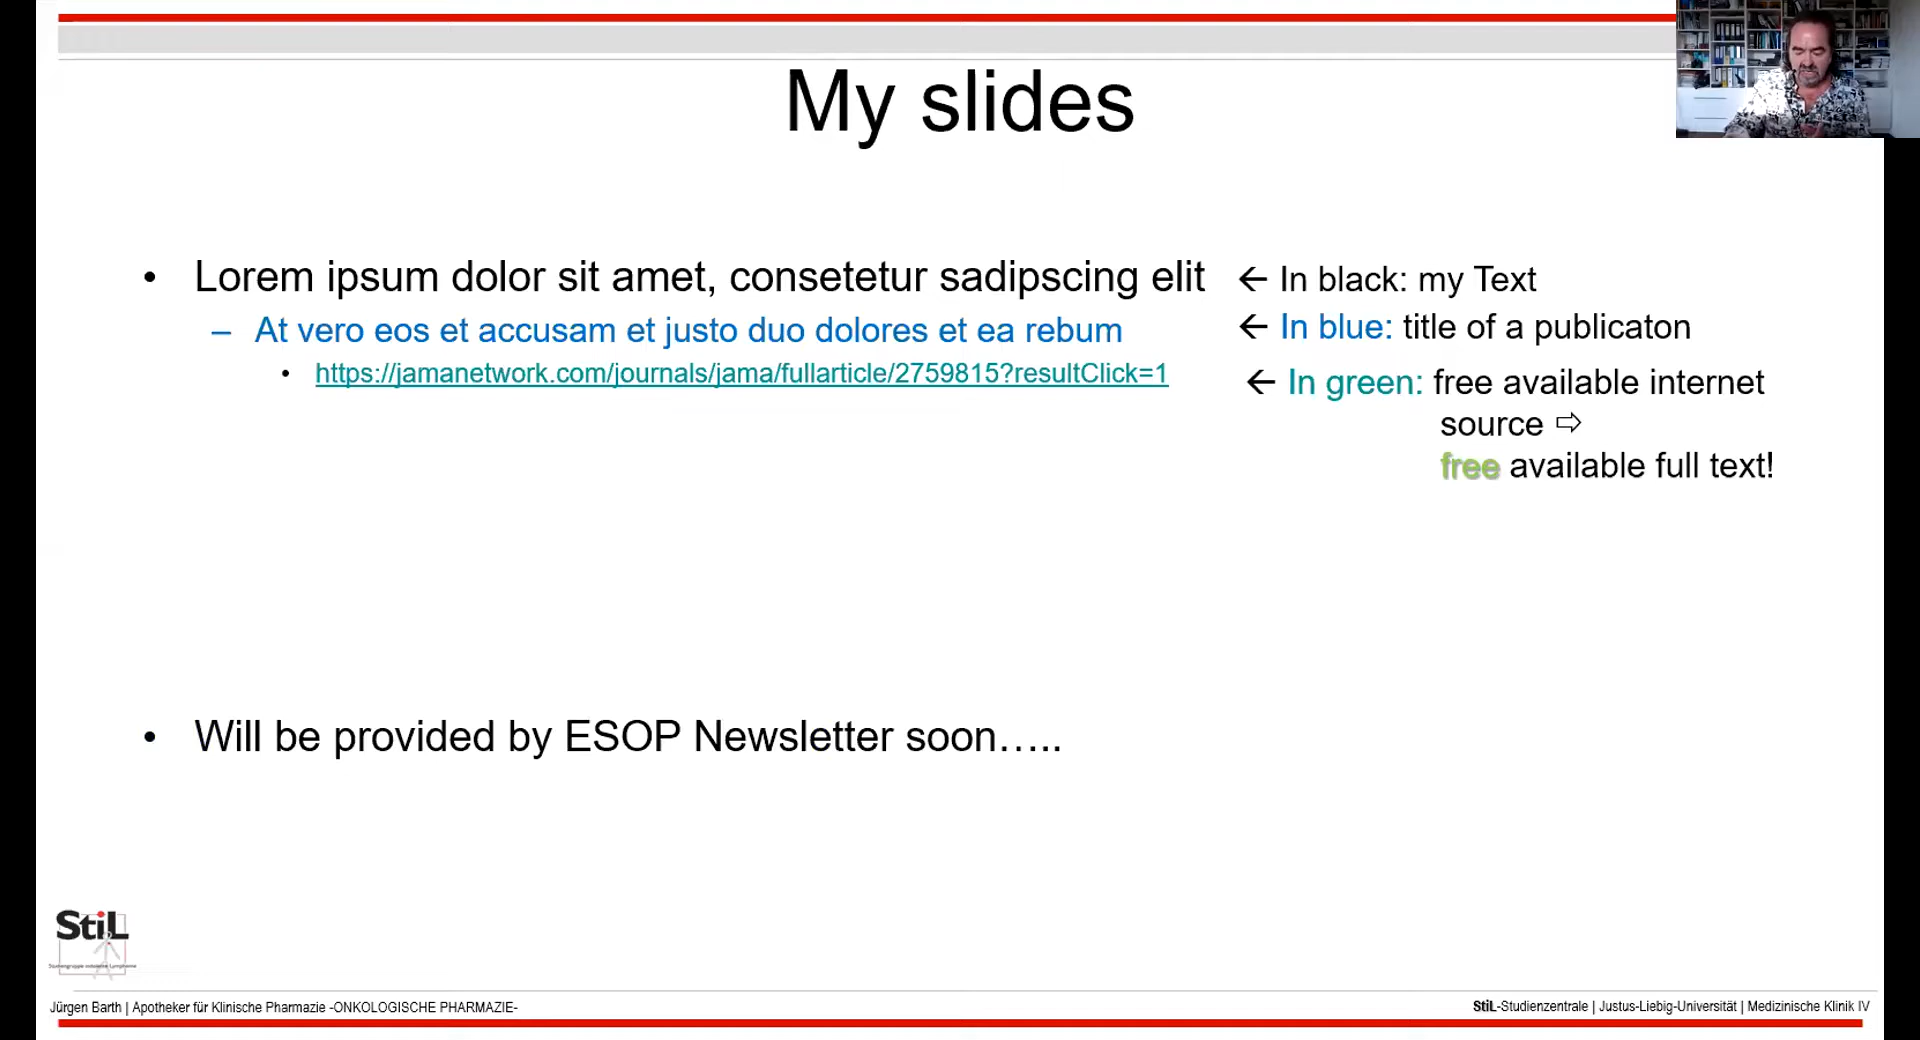 My slides
• Lorem ipsum dolor sit amet, consetetur sadipscing elit ← In black: my Text
– At vero eos et accusam et justo duo dolores et ea rebum ← In blue: title of a publicaton
• https://jamanetwork.com/journals/jama/fullarticle/2759815?resultClick=1 ← In green: free available internet
source ⇨
free available full text!
• Will be provided by ESOP Newsletter soon…..
StiL
Jürgen Barth | Apotheker für Klinische Pharmazie -ONKOLOGISCHE PHARMAZIE- StiL-Studienzentrale | Justus-Liebig-Universität | Medizinische Klinik IV